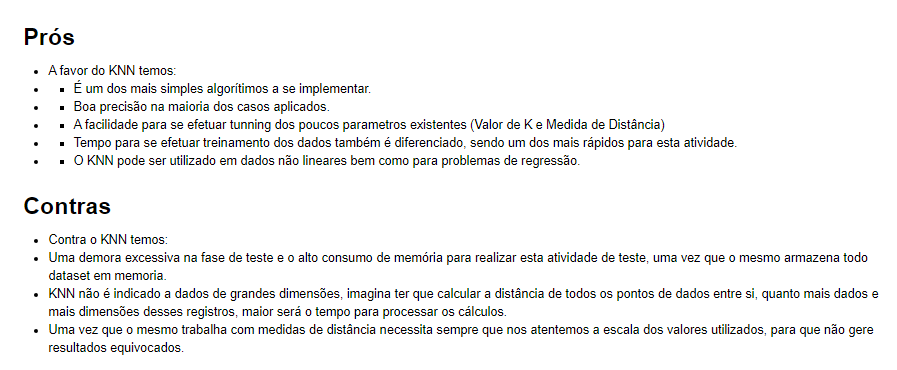 Prós
A favor do KNN temos:
É um dos mais simples algorítimos a se implementar.
Boa precisão na maioria dos casos aplicados.
A facilidade para se efetuar tunning dos poucos parametros existentes (Valor de K e Medida de Distância)
Tempo para se efetuar treinamento dos dados também é diferenciado, sendo um dos mais rápidos para esta atividade.
O KNN pode ser utilizado em dados não lineares bem como para problemas de regressão.
Contras
Contra o KNN temos:
Uma demora excessiva na fase de teste e o alto consumo de memória para realizar esta atividade de teste, uma vez que o mesmo armazena todo
dataset em memoria.
KNN não é indicado a dados de grandes dimensões, imagina ter que calcular a distância de todos os pontos de dados entre si, quanto mais dados e
mais dimensões desses registros, maior será o tempo para processar os cálculos.
Uma vez que o mesmo trabalha com medidas de distância necessita sempre que nos atentemos a escala dos valores utilizados, para que não gere
resultados equivocados.